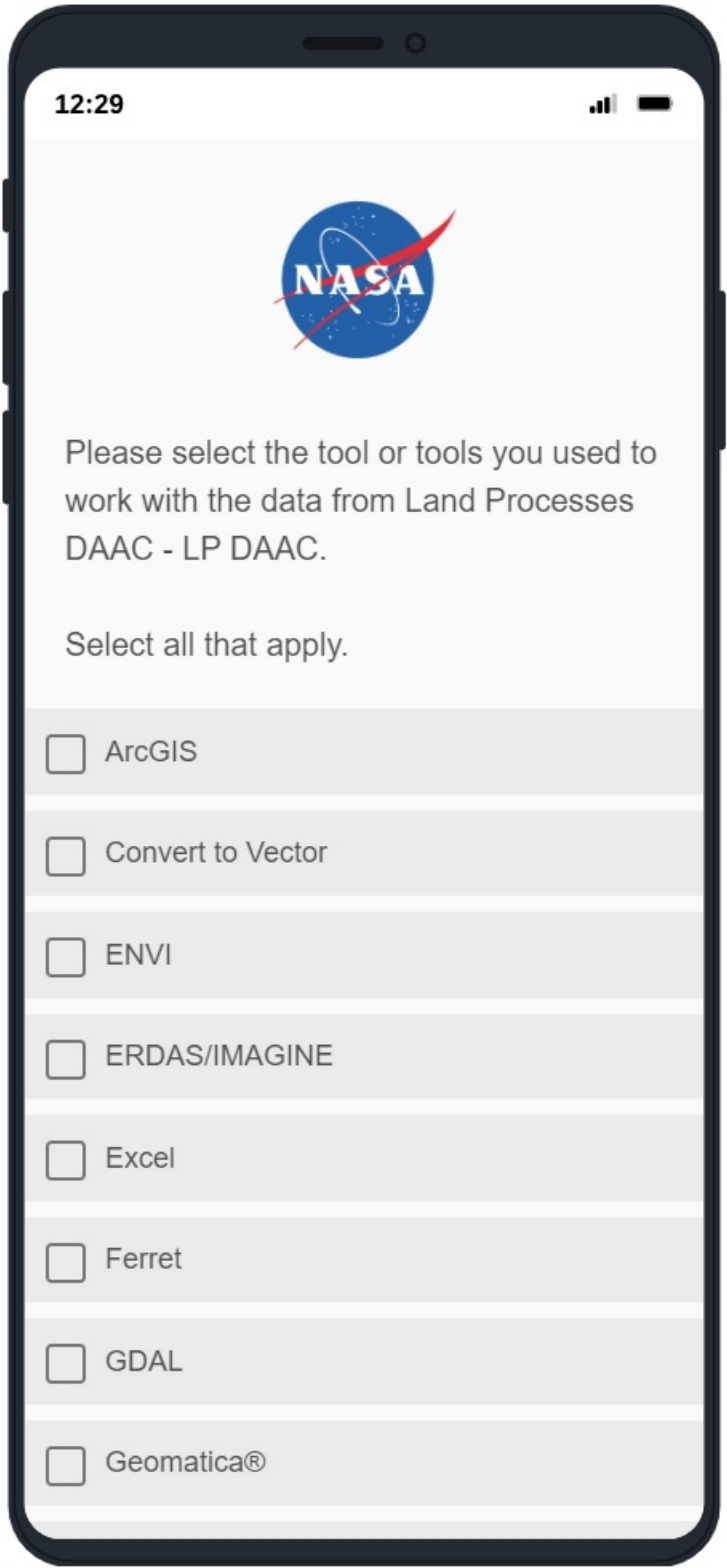 12:29
NASA
Please select the tool or tools you used to
work with the data from Land Processes
DAAC - LP DAAC.
Select all that apply.
ArcGIS
Convert to Vector
ENVI
ERDAS/IMAGINE
Excel
Ferret
GDAL
Geomatica®